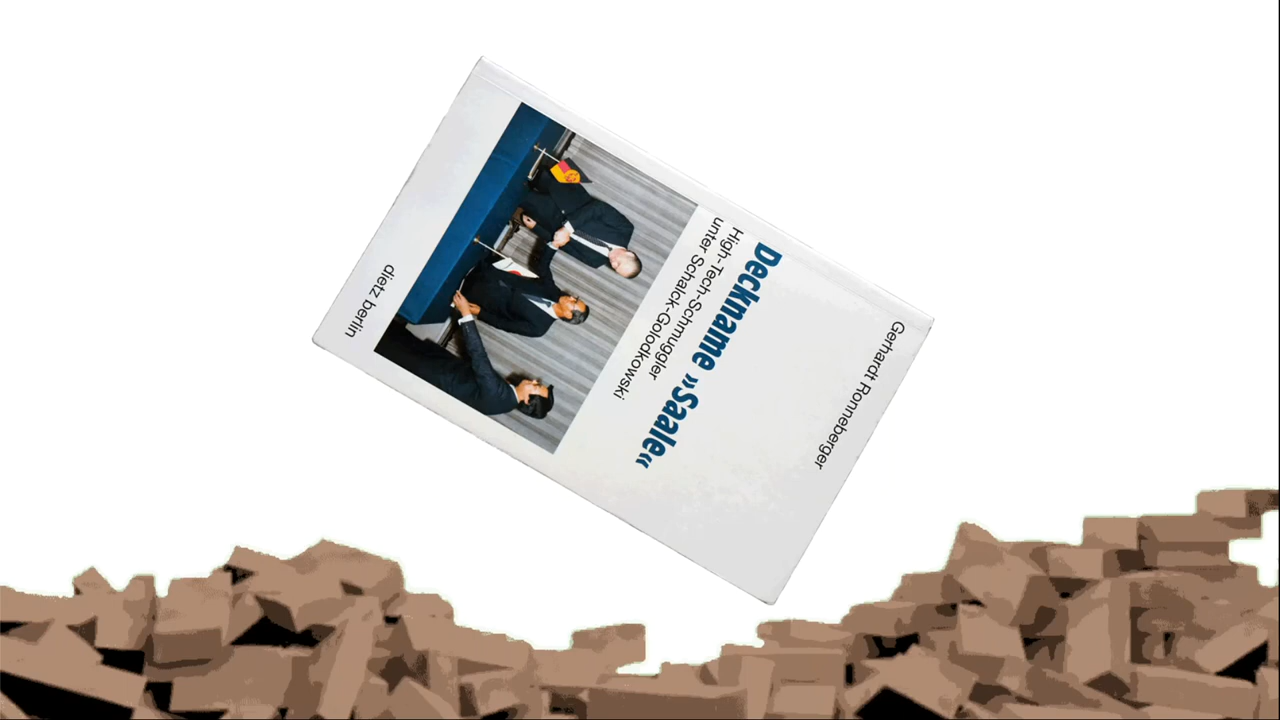 Gerhardt Ronneberger
Deckname »Saale«
High-Tech-Schmuggler
unter Schalck-Golodkowski
dietz berlin